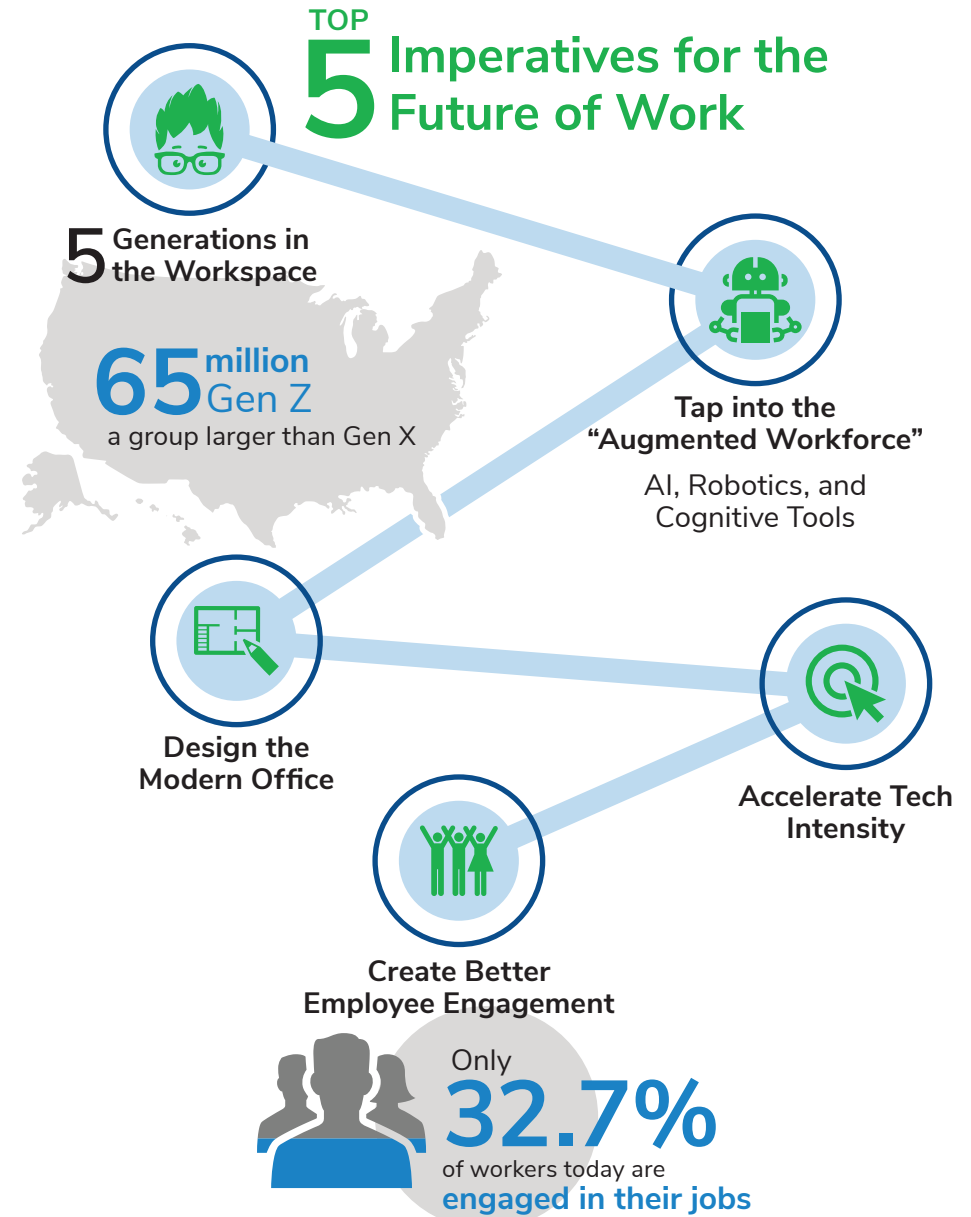 TOP
5 Imperatives for the
Future of Work
5 Generations in
the Workspace
65 million
Gen Z
a group larger than Gen X
Tap into the
“Augmented Workforce”
AI, Robotics, and
Cognitive Tools
Design the
Modern Office
Accelerate Tech
Intensity
Create Better
Employee Engagement
Only
32.7%
of workers today are
engaged in their jobs